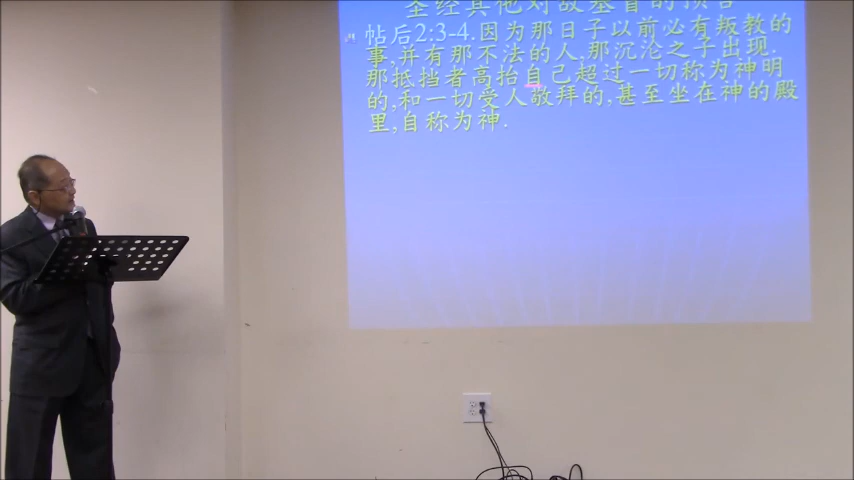 圣经其他对敌基督的预言
帖后2:3-4.因为那日子以前必有叛教的
事,并有那不法的人,那沉沦之子出现.
那抵挡者高抬自己超过一切称为神明
的,和一切受人敬拜的,甚至坐在神的殿
里,自称为神.